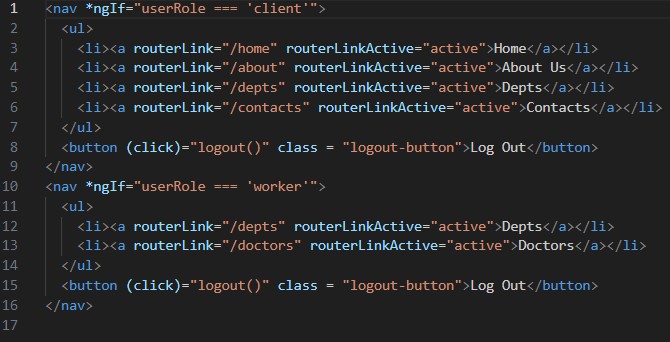 1 <nav *ngIf="userRole === 'client'">
2   <ul>
3     <li><a routerLink="/home" routerLinkActive="active">Home</a></li>
4     <li><a routerLink="/about" routerLinkActive="active">About Us</a></li>
5     <li><a routerLink="/depts" routerLinkActive="active">Depts</a></li>
6     <li><a routerLink="/contacts" routerLinkActive="active">Contacts</a></li>
7   </ul>
8   <button (click)="logout()" class = "logout-button">Log Out</button>
9 </nav>
10 <nav *ngIf="userRole === 'worker'">
11   <ul>
12     <li><a routerLink="/depts" routerLinkActive="active">Depts</a></li>
13     <li><a routerLink="/doctors" routerLinkActive="active">Doctors</a></li>
14   </ul>
15   <button (click)="logout()" class = "logout-button">Log Out</button>
16 </nav>
17